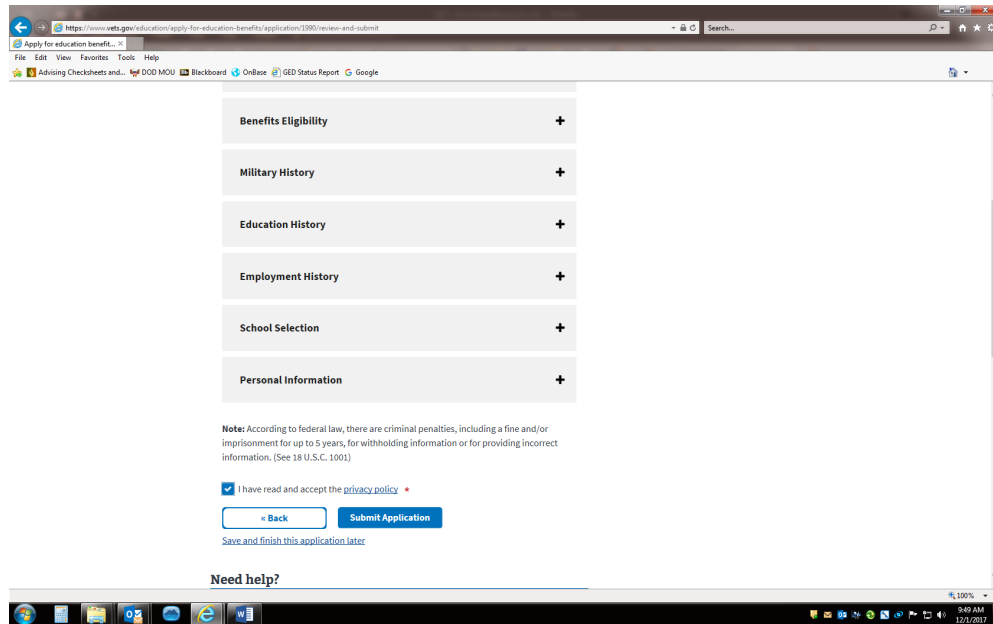 https://www.vets.gov/education/apply-for-education-benefits/application/1990/review-and-submit
Search...
Apply for education benefit...
File Edit View Favorites Tools Help
Advising Checksheets and... DOD MOU Blackboard OnBase GED Status Report Google
Benefits Eligibility
Military History
Education History
Employment History
School Selection
Personal Information
Note: According to federal law, there are criminal penalties, including a fine and/or
imprisonment for up to 5 years, for withholding information or for providing incorrect
information. (See 18 U.S.C. 1001)
I have read and accept the privacy policy *
« Back Submit Application
Save and finish this application later
Need help?
100%
9:49 AM
12/1/2017